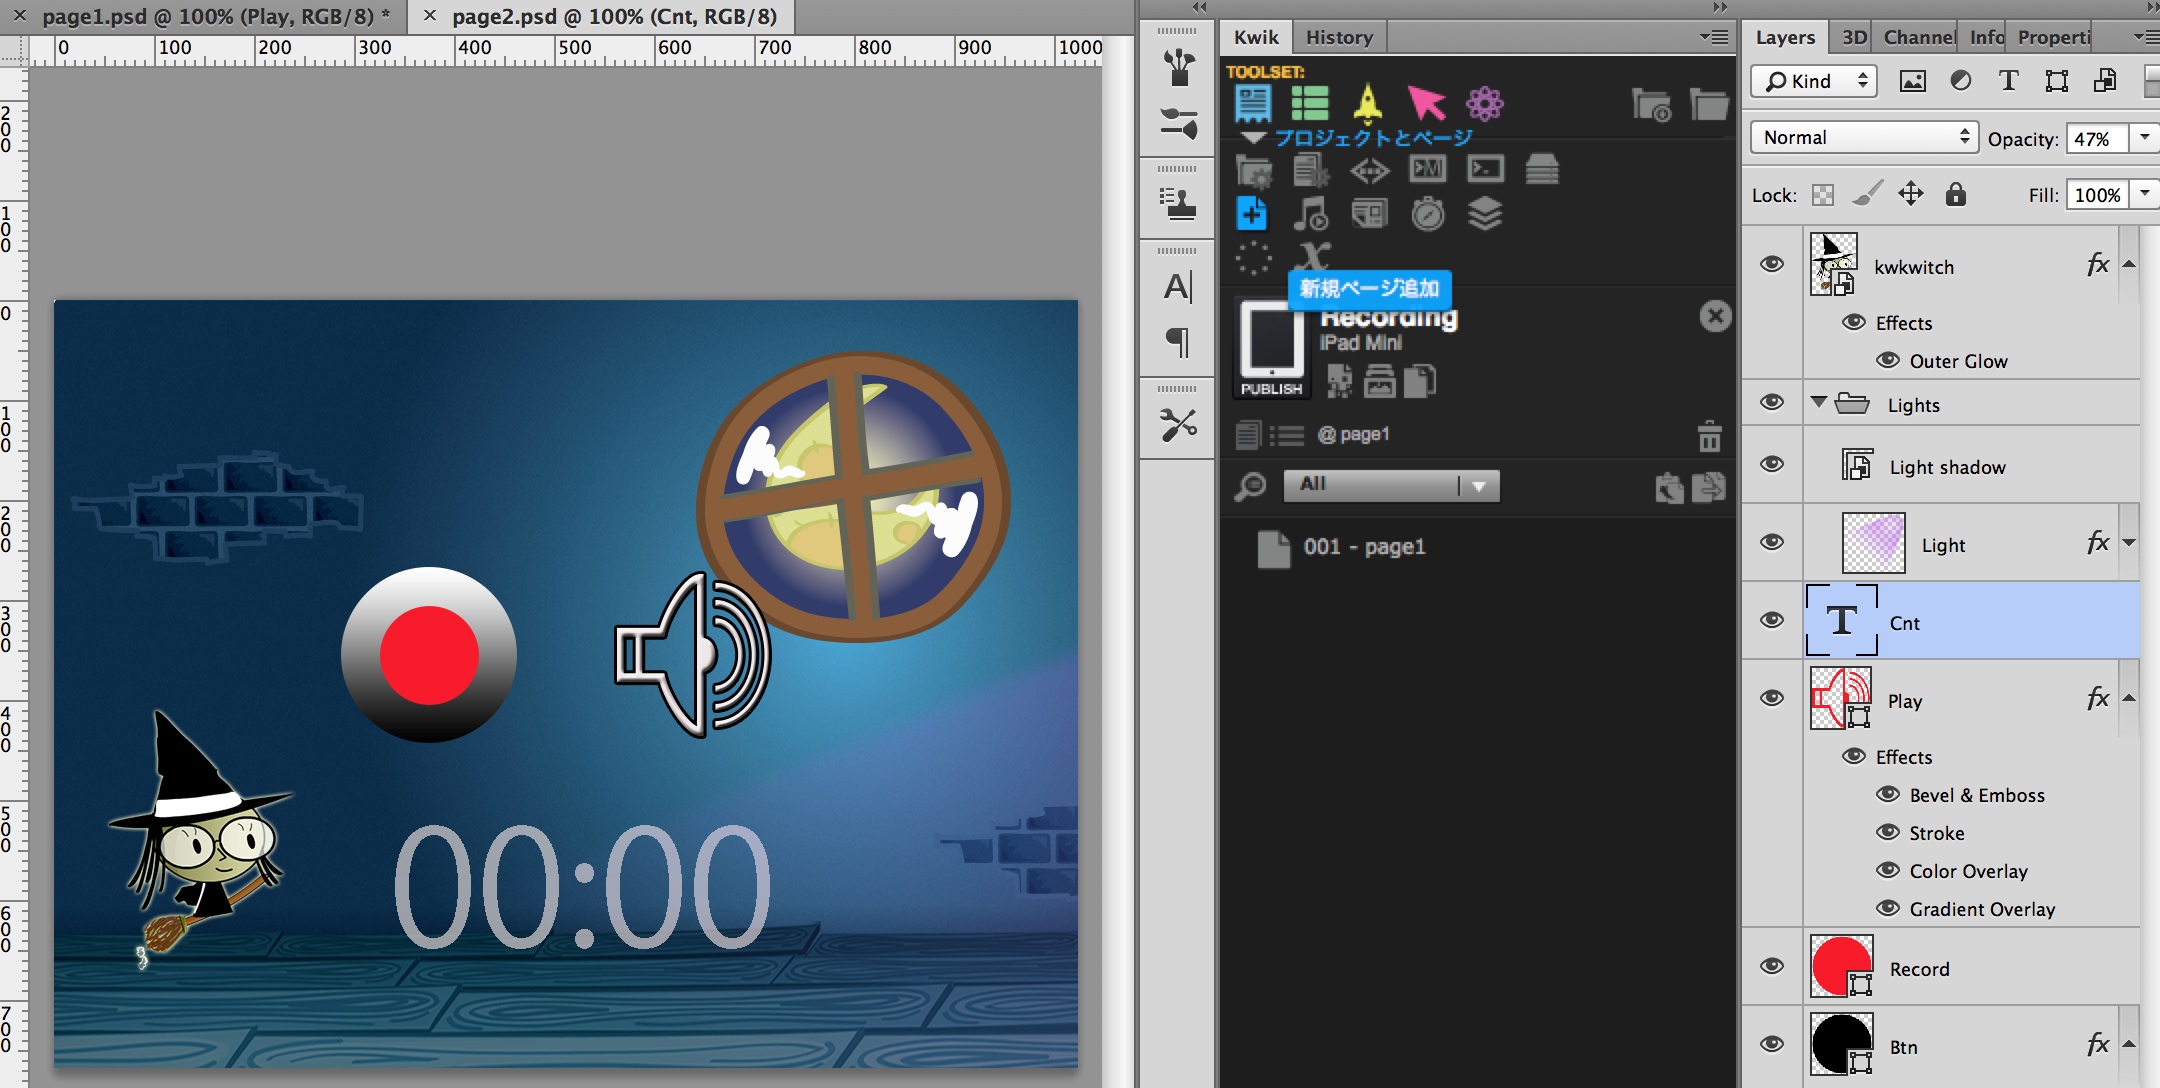 page1.psd @ 100% (Play, RGB/8) *
page2.psd @ 100% (Cnt, RGB/8)
0 100 200 300 400 500 600 700 800 900 1000
200
100
0
100
200
300
400
500
600
700
00:00
Kwik
History
TOOLSET:
プロジェクトとページ
新規ページ追加
Recording
iPad Mini
PUBLISH
@ page1
All
001 - page1
Layers
3D
Channel
Info
Properti
Kind
Normal
Opacity: 47%
Lock:
Fill: 100%
kwkwitch
fx
Effects
Outer Glow
Lights
Light shadow
Light
fx
T
Cnt
Play
fx
Effects
Bevel & Emboss
Stroke
Color Overlay
Gradient Overlay
Record
Btn
fx